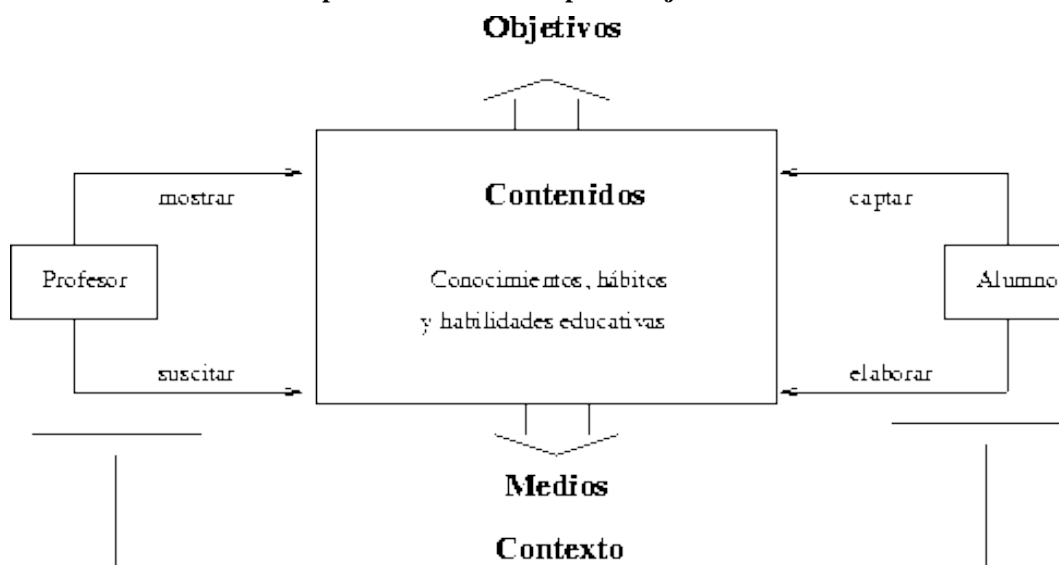 Objetivos
mostrar
Contenidos
captar
Profesor
Conocimientos, hábitos
y habilidades educativas
Alumno
suscitar
elaborar
Medios
Contexto